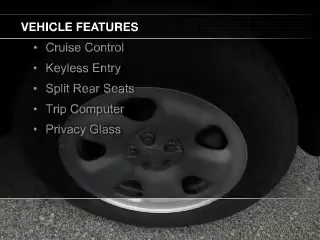 VEHICLE FEATURES
• Cruise Control
• Keyless Entry
• Split Rear Seats
• Trip Computer
• Privacy Glass